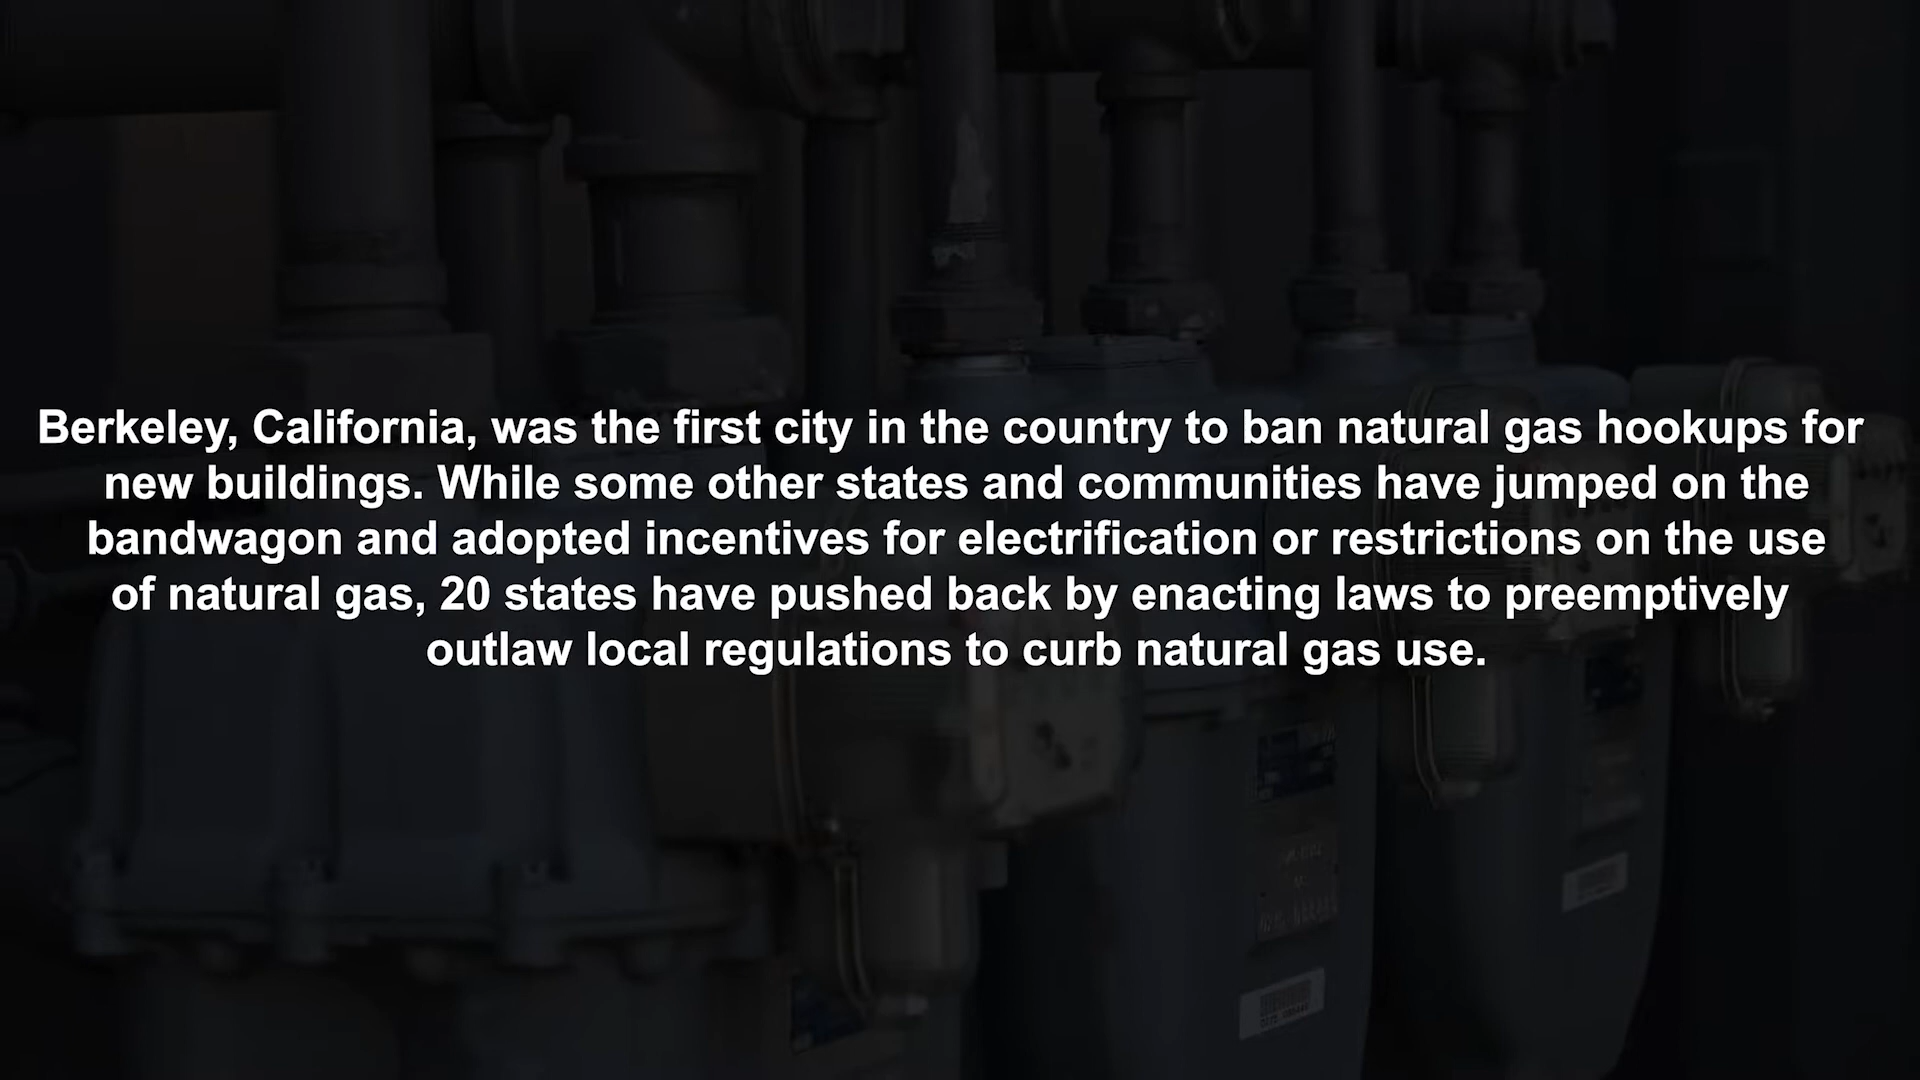 Berkeley, California, was the first city in the country to ban natural gas hookups for
new buildings. While some other states and communities have jumped on the
bandwagon and adopted incentives for electrification or restrictions on the use
of natural gas, 20 states have pushed back by enacting laws to preemptively
outlaw local regulations to curb natural gas use.